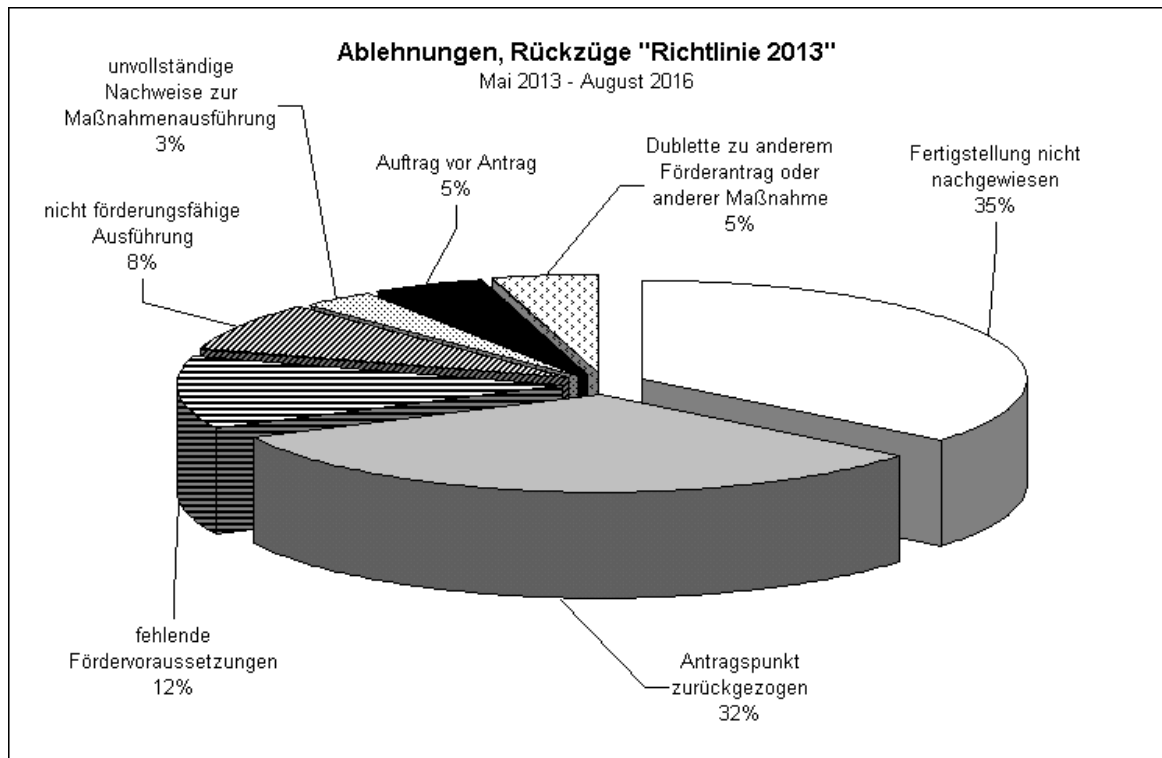 Ablehnungen, Rückzüge "Richtlinie 2013"
Mai 2013 - August 2016
unvollständige
Nachweise zur
Maßnahmenausführung
3%
Auftrag vor Antrag
5%
Dublette zu anderem
Förderantrag oder
anderer Maßnahme
5%
Fertigstellung nicht
nachgewiesen
35%
nicht förderungsfähige
Ausführung
8%
fehlende
Fördervoraussetzungen
12%
Antragspunkt
zurückgezogen
32%